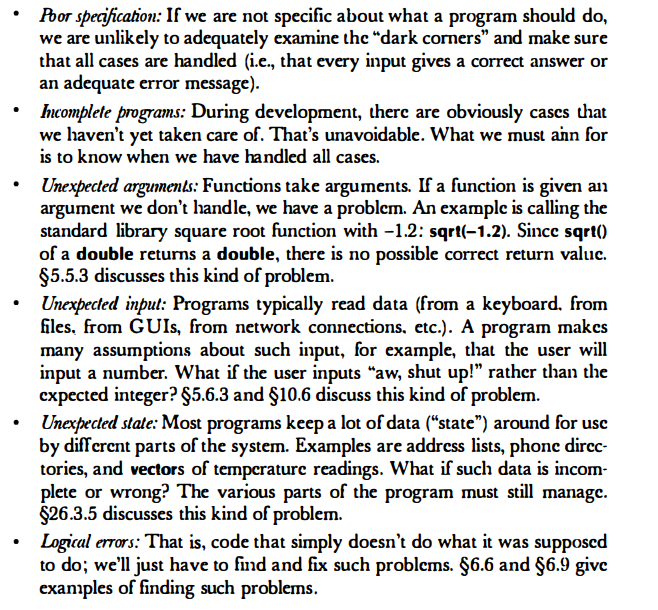 • Poor specification: If we are not specific about what a program should do,
we are unlikely to adequately examine the “dark corners” and make sure
that all cases are handled (i.e., that every input gives a correct answer or
an adequate error message).
• Incomplete programs: During development, there are obviously cases that
we haven’t yet taken care of. That’s unavoidable. What we must aim for
is to know when we have handled all cases.
• Unexpected arguments: Functions take arguments. If a function is given an
argument we don’t handle, we have a problem. An example is calling the
standard library square root function with –1.2: sqrt(–1.2). Since sqrt()
of a double returns a double, there is no possible correct return value.
§5.5.3 discusses this kind of problem.
• Unexpected input: Programs typically read data (from a keyboard, from
files, from GUIs, from network connections, etc.). A program makes
many assumptions about such input, for example, that the user will
input a number. What if the user inputs “aw, shut up!” rather than the
expected integer? §5.6.3 and §10.6 discuss this kind of problem.
• Unexpected state: Most programs keep a lot of data (“state”) around for use
by different parts of the system. Examples are address lists, phone direc-
tories, and vectors of temperature readings. What if such data is incom-
plete or wrong? The various parts of the program must still manage.
§26.3.5 discusses this kind of problem.
• Logical errors: That is, code that simply doesn’t do what it was supposed
to do; we’ll just have to find and fix such problems. §6.6 and §6.9 give
examples of finding such problems.